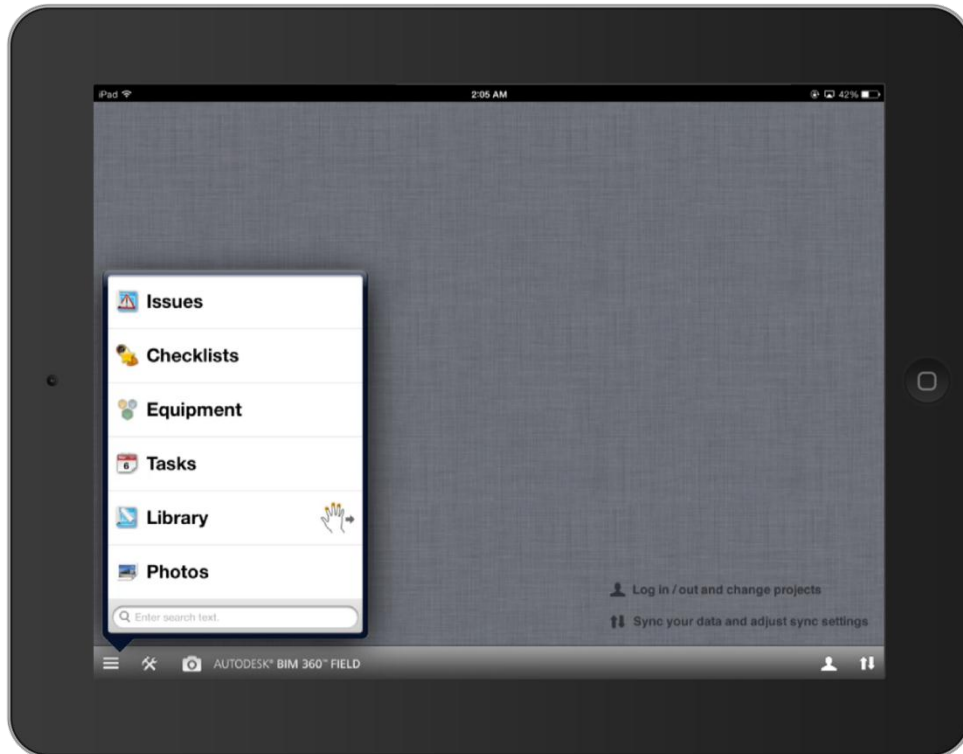 iPad
2:05 AM
42%
Issues
Checklists
Equipment
6
Tasks
Library
Photos
Enter search text.
Log in / out and change projects
Sync your data and adjust sync settings
AUTODESK® BIM 360™ FIELD